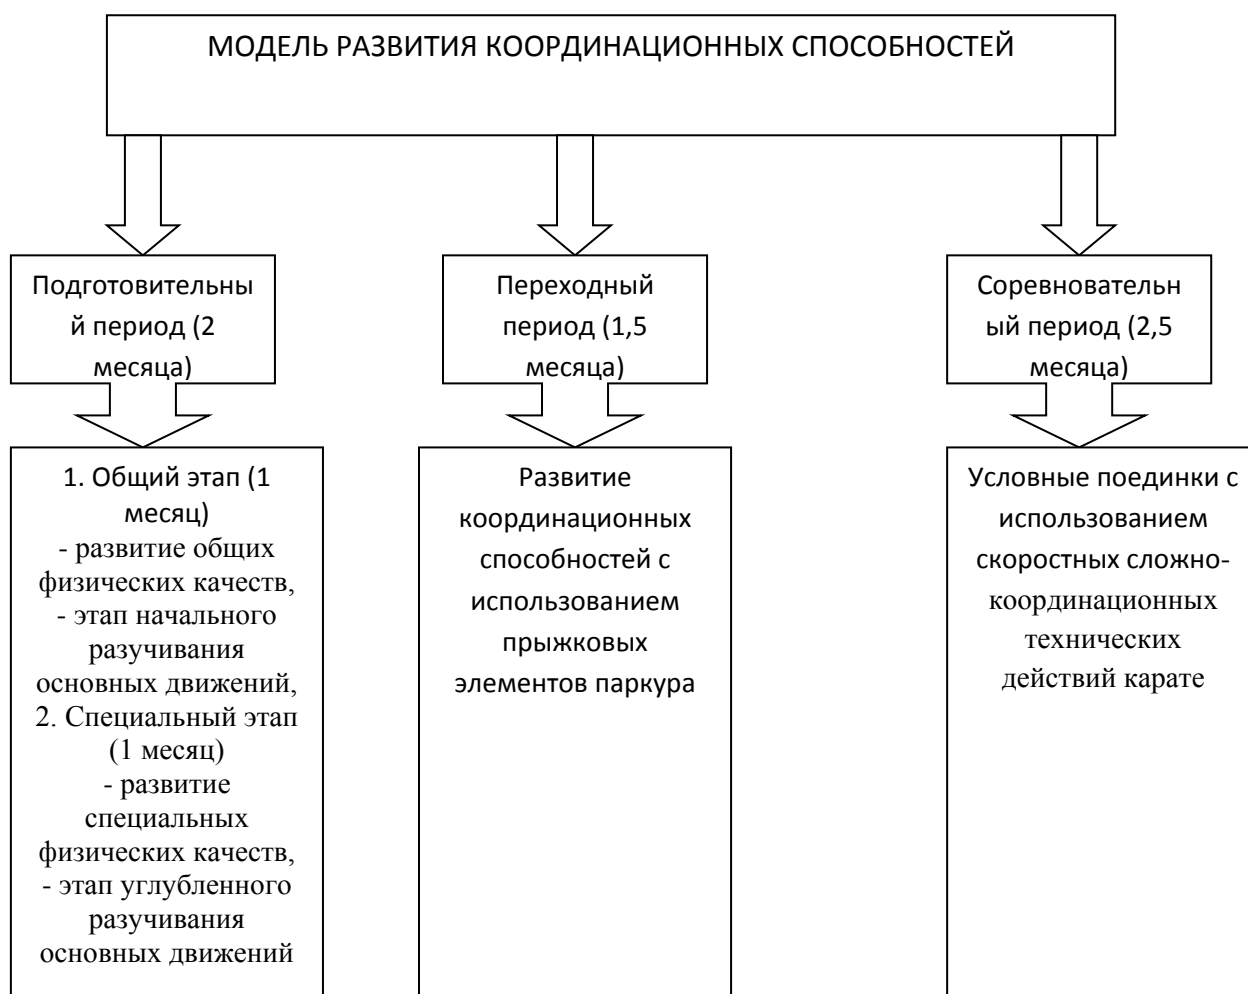 МОДЕЛЬ РАЗВИТИЯ КООРДИНАЦИОННЫХ СПОСОБНОСТЕЙ
Подготовительны
й период (2
месяца)
Переходный
период (1,5
месяца)
Соревновательн
ый период (2,5
месяца)
1. Общий этап (1
месяц)
- развитие общих
физических качеств,
- этап начального
разучивания
основных движений,
2. Специальный этап
(1 месяц)
- развитие
специальных
физических качеств,
- этап углубленного
разучивания
основных движений
Развитие
координационных
способностей с
использованием
прыжковых
элементов паркура
Условные поединки с
использованием
скоростных сложно-
координационных
технических
действий карате